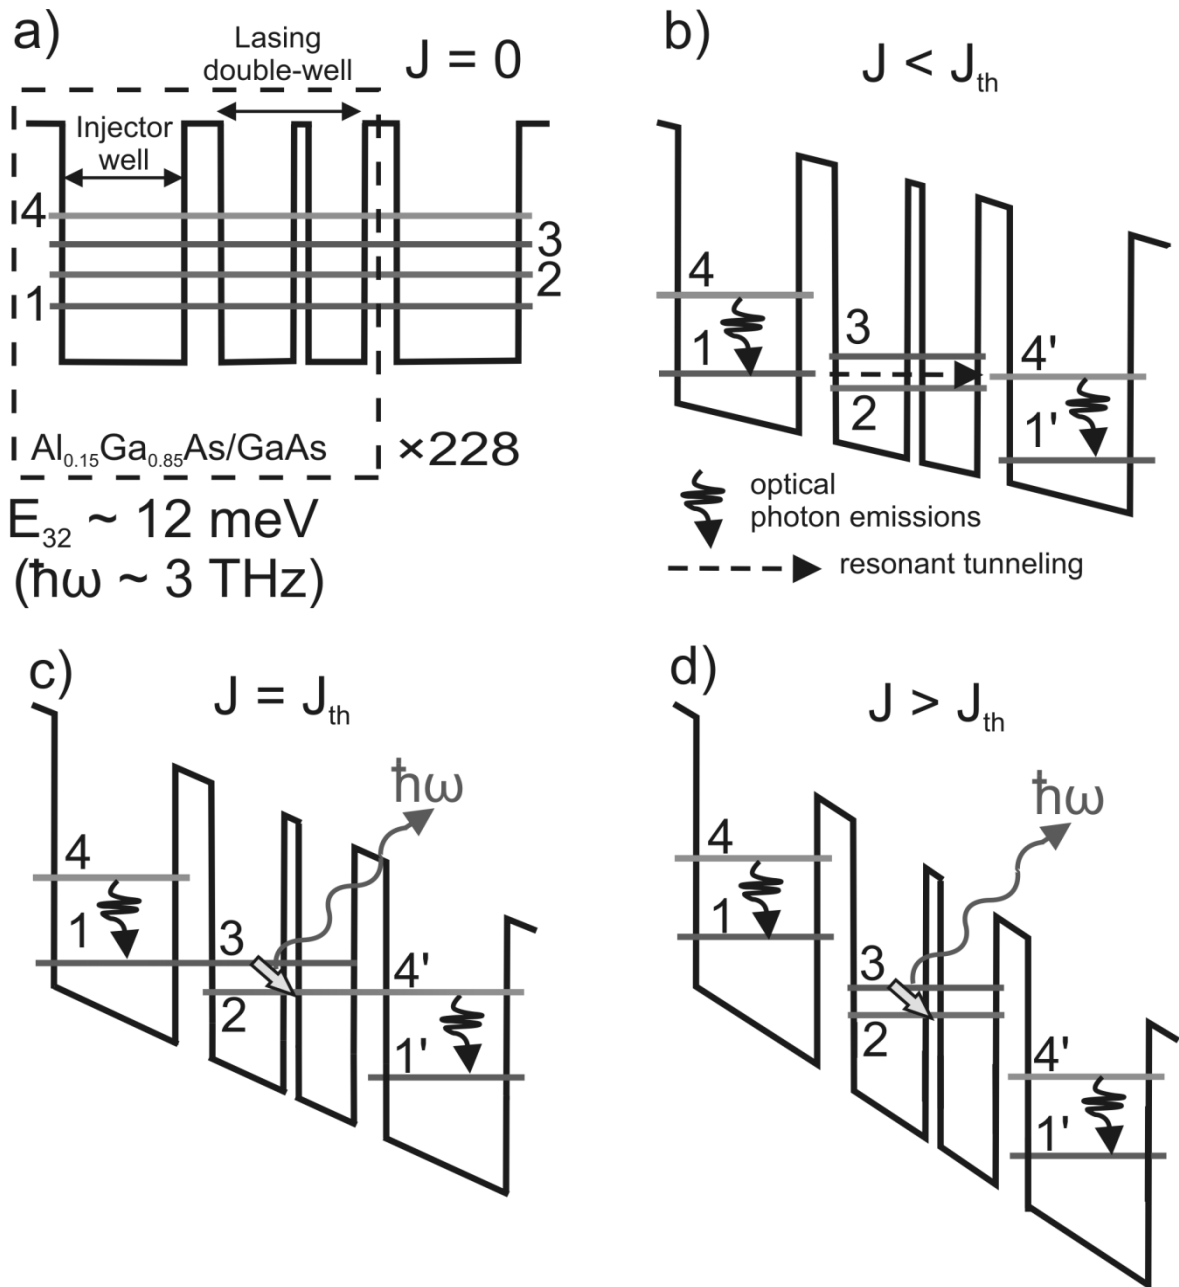 a)
Lasing
double-well
J = 0
Injector
well
4
3
2
1
Al₀.₁₅Ga₀.₈₅As/GaAs
×228
E₃₂ ~ 12 meV
(ħω ~ 3 THz)
b)
J < Jth
4
1
3
2
4'
1'
optical
photon emissions
resonant tunneling
c)
J = Jth
ħω
4
1
3
2
4'
1'
d)
J > Jth
ħω
4
1
3
2
4'
1'